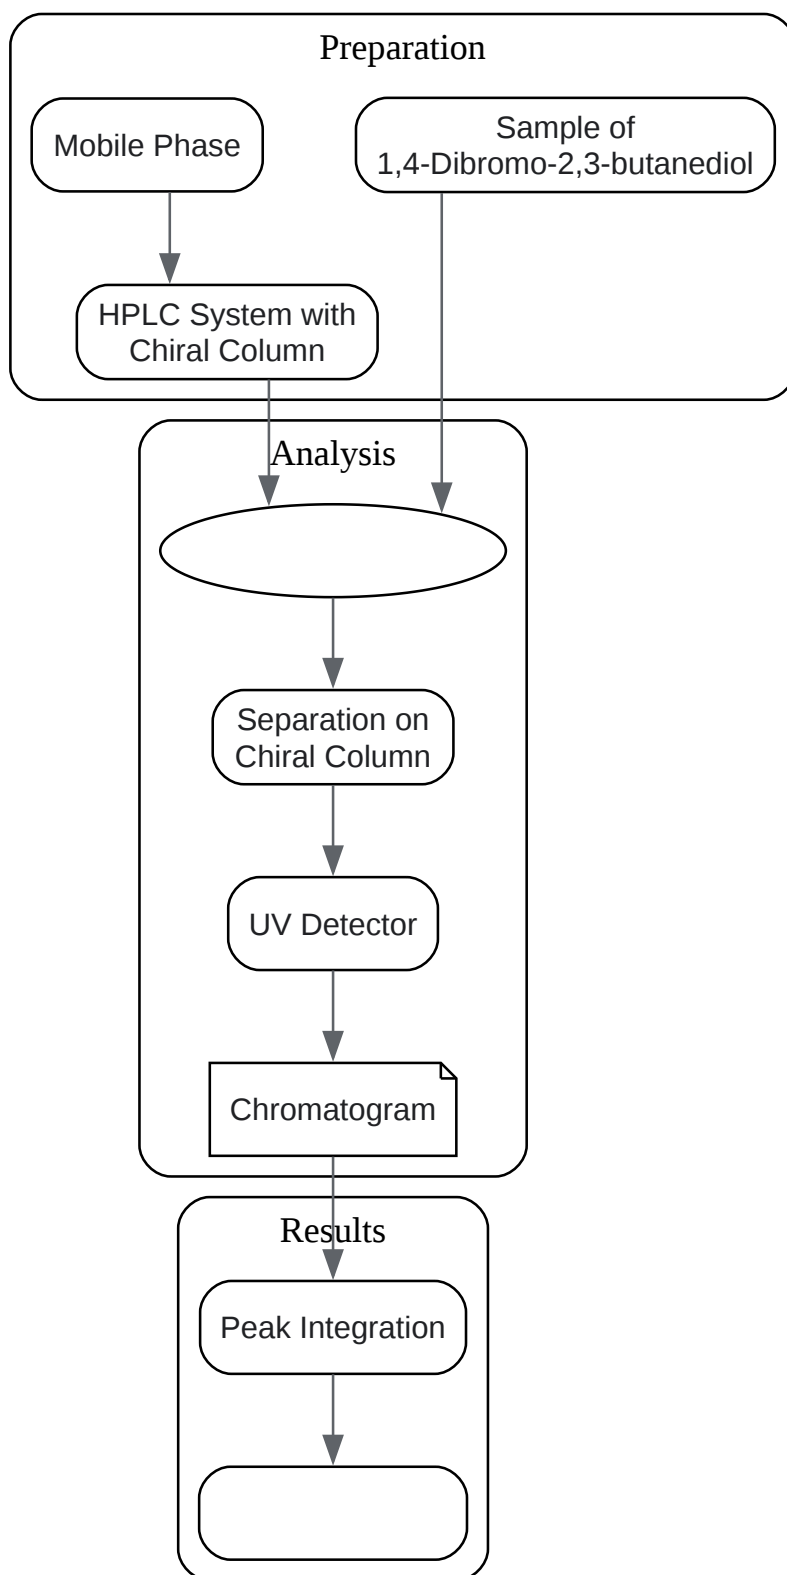 Preparation
Mobile Phase
Sample of
1,4-Dibromo-2,3-butanediol
HPLC System with
Chiral Column
Analysis
Separation on
Chiral Column
UV Detector
Chromatogram
Results
Peak Integration